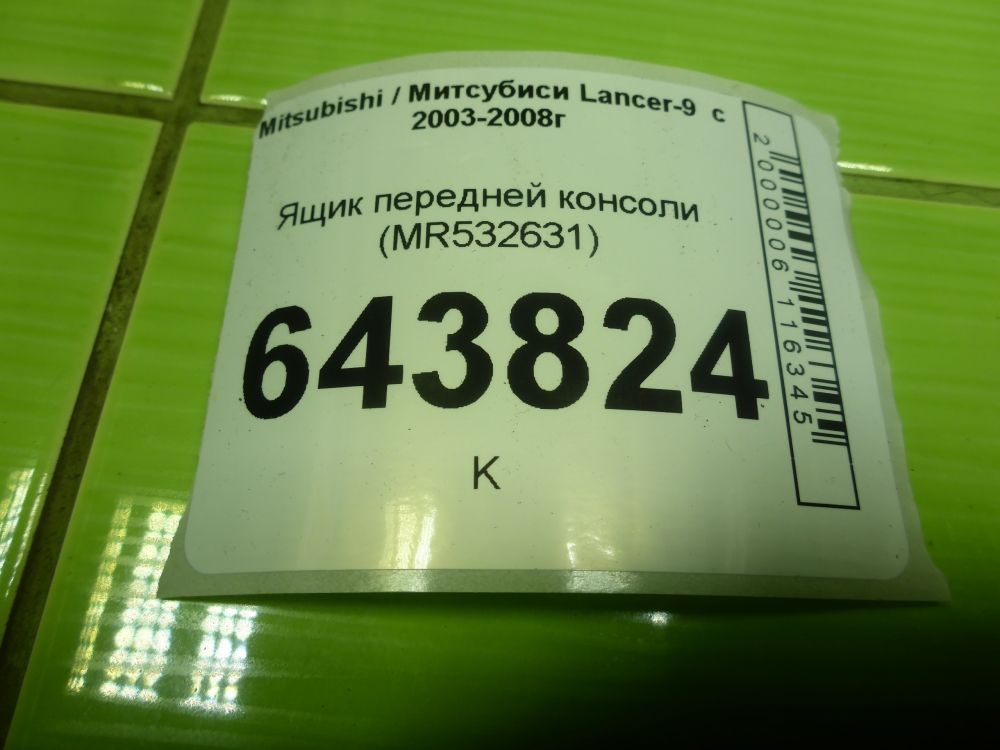 Mitsubishi / Митсубиси Lancer-9 с
2003-2008г
Ящик передней консоли
(MR532631)
643824
К
2000006116345